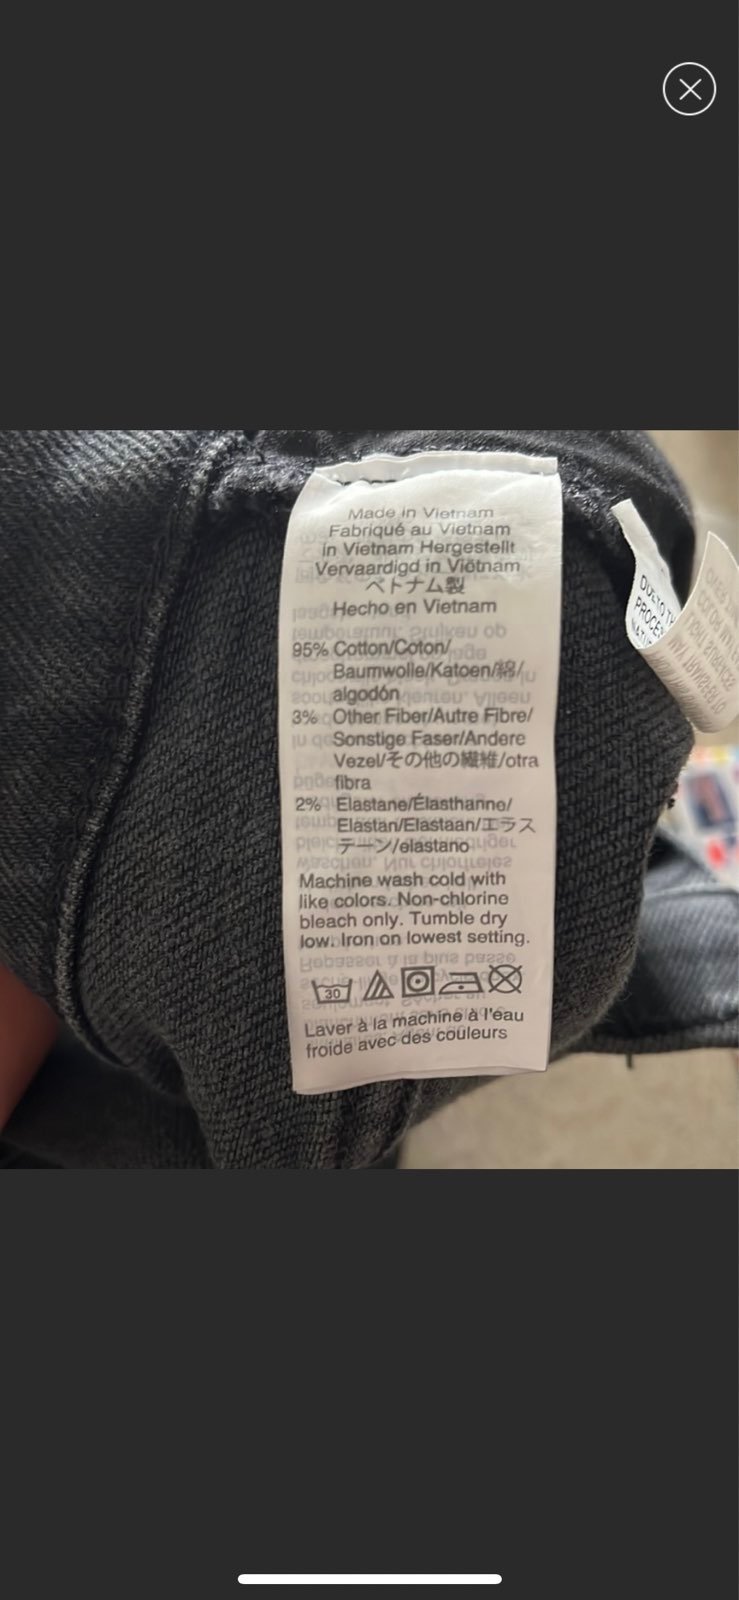 Made in Vietnam
Fabriqué au Vietnam
in Vietnam Hergestellt
Vervaardigd in Viëtnam
ベトナム製
Hecho en Vietnam
95% Cotton/Coton/
Baumwolle/Katoen/綿/
algodón
3% Other Fiber/Autre Fibre/
Sonstige Faser/Andere
Vezel/その他の繊維/otra
fibra
2% Elastane/Élasthanne/
Elastan/Elastaan/エラス
テーン/elastano
Machine wash cold with
like colors. Non-chlorine
bleach only. Tumble dry
low. Iron on lowest setting.
30
Laver à la machine à l'eau
froide avec des couleurs
DUE TO